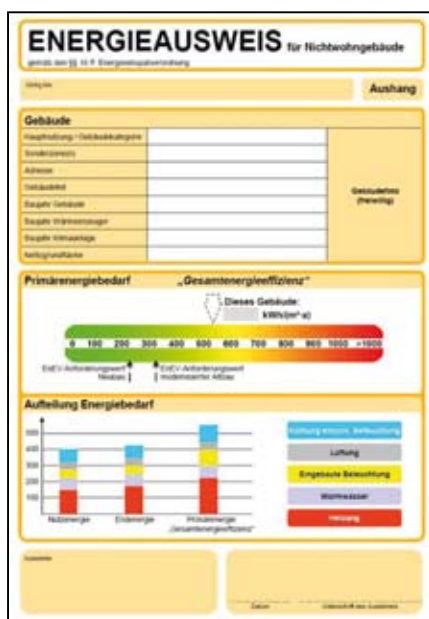 ENERGIEAUSWEIS für Nichtwohngebäude
gemäß den §§ 16 ff. Energieeinsparverordnung
Gültig bis:
Aushang
Gebäude
Hauptnutzung / Gebäudekategorie
Sonderzone(n)
Adresse
Gebäudeteil
Baujahr Gebäude
Baujahr Wärmeerzeuger
Baujahr Klimaanlage
Nettogrundfläche
Gebäudefoto
(freiwillig)
Primärenergiebedarf „Gesamtenergieeffizienz“
Dieses Gebäude:
kWh/(m²·a)
0 100 200 300 400 500 600 700 800 900 1000 >1000
EnEV-Anforderungswert
Neubau
EnEV-Anforderungswert
modernisierter Altbau
Aufteilung Energiebedarf
500
400
300
200
100
Nutzenergie
Endenergie
Primärenergie
„Gesamtenergieeffizienz“
Kühlung einschl. Befeuchtung
Lüftung
Eingebaute Beleuchtung
Warmwasser
Heizung
Aussteller
Datum
Unterschrift des Ausstellers